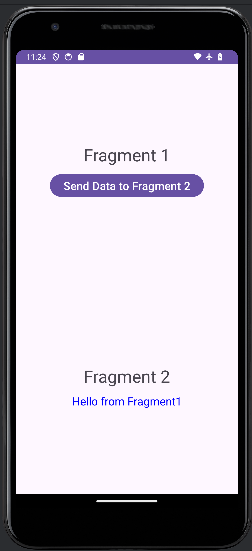 11:24
Fragment 1
Send Data to Fragment 2
Fragment 2
Hello from Fragment1